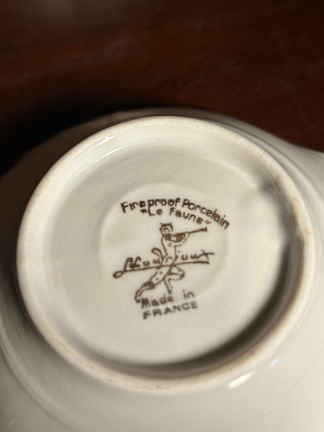 Fireproof Porcelain
"Le Faune"
Made in
FRANCE